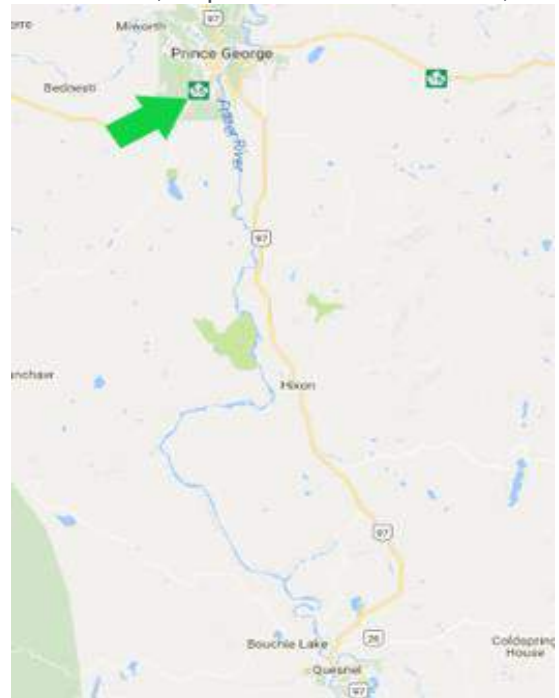 97
Miworth
Prince George
Bednesti
Fraser River
97
Hixon
97
Bouchie Lake
26
Coldspring
House
Quesnel
97